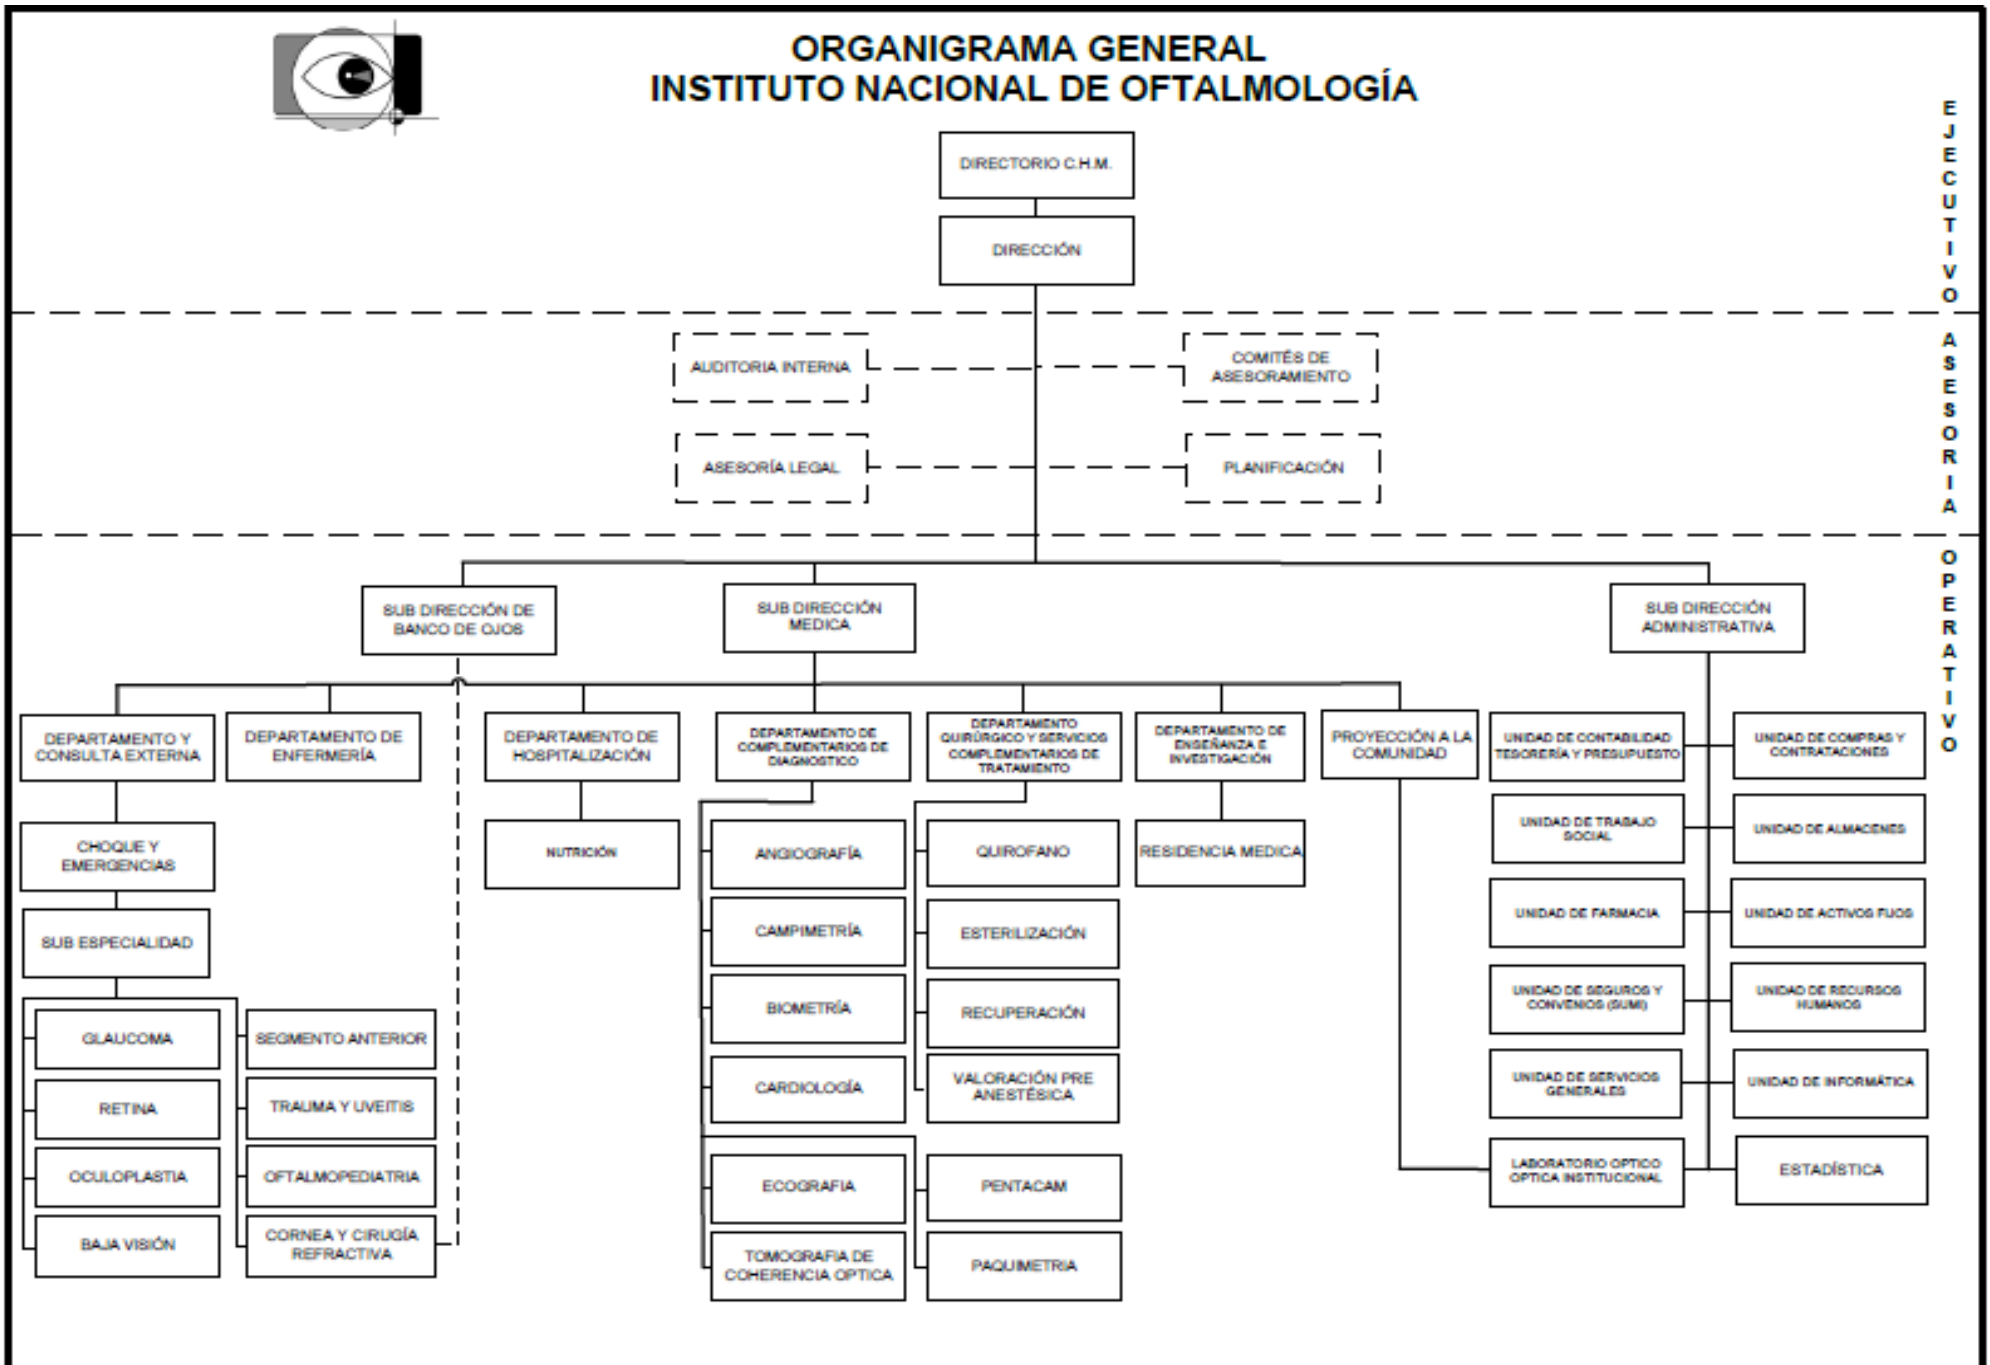 ORGANIGRAMA GENERAL
INSTITUTO NACIONAL DE OFTALMOLOGÍA
EJECUTIVO
DIRECTORIO C.H.M.
DIRECCIÓN
ASESORIA
AUDITORIA INTERNA
COMITÉS DE
ASESORAMIENTO
ASESORÍA LEGAL
PLANIFICACIÓN
OPERATIVO
SUB DIRECCIÓN DE
BANCO DE OJOS
SUB DIRECCIÓN
MEDICA
SUB DIRECCIÓN
ADMINISTRATIVA
DEPARTAMENTO Y
CONSULTA EXTERNA
DEPARTAMENTO DE
ENFERMERÍA
DEPARTAMENTO DE
HOSPITALIZACIÓN
DEPARTAMENTO DE
COMPLEMENTARIOS DE
DIAGNOSTICO
DEPARTAMENTO
QUIRÚRGICO Y SERVICIOS
COMPLEMENTARIOS DE
TRATAMIENTO
DEPARTAMENTO DE
ENSEÑANZA E
INVESTIGACIÓN
PROYECCIÓN A LA
COMUNIDAD
UNIDAD DE CONTABILIDAD
TESORERÍA Y PRESUPUESTO
UNIDAD DE COMPRAS Y
CONTRATACIONES
CHOQUE Y
EMERGENCIAS
NUTRICIÓN
ANGIOGRAFÍA
QUIROFANO
RESIDENCIA MEDICA
UNIDAD DE TRABAJO
SOCIAL
UNIDAD DE ALMACENES
SUB ESPECIALIDAD
CAMPIMETRÍA
ESTERILIZACIÓN
UNIDAD DE FARMACIA
UNIDAD DE ACTIVOS FIJOS
GLAUCOMA
SEGMENTO ANTERIOR
BIOMETRÍA
RECUPERACIÓN
UNIDAD DE SEGUROS Y
CONVENIOS (SUMI)
UNIDAD DE RECURSOS
HUMANOS
RETINA
TRAUMA Y UVEITIS
CARDIOLOGÍA
VALORACIÓN PRE
ANESTÉSICA
UNIDAD DE SERVICIOS
GENERALES
UNIDAD DE INFORMÁTICA
OCULOPLASTIA
OFTALMOPEDIATRIA
ECOGRAFIA
PENTACAM
LABORATORIO OPTICO
OPTICA INSTITUCIONAL
ESTADÍSTICA
BAJA VISIÓN
CORNEA Y CIRUGÍA
REFRACTIVA
TOMOGRAFIA DE
COHERENCIA OPTICA
PAQUIMETRIA